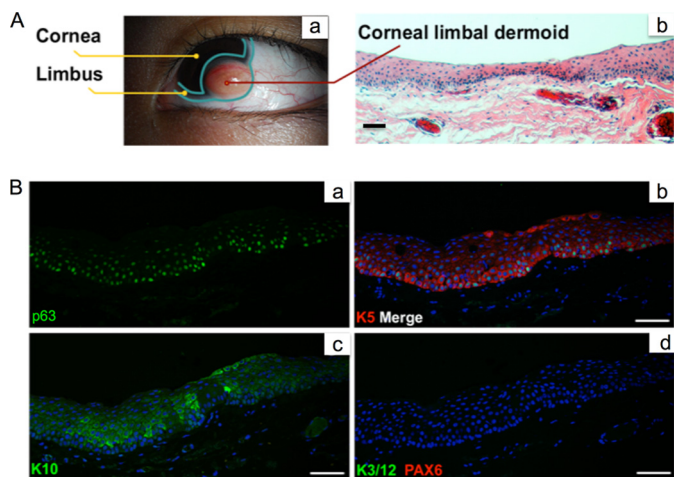 A
a
Cornea
Limbus
Corneal limbal dermoid
b
B
a
p63
b
K5 Merge
c
K10
d
K3/12 PAX6